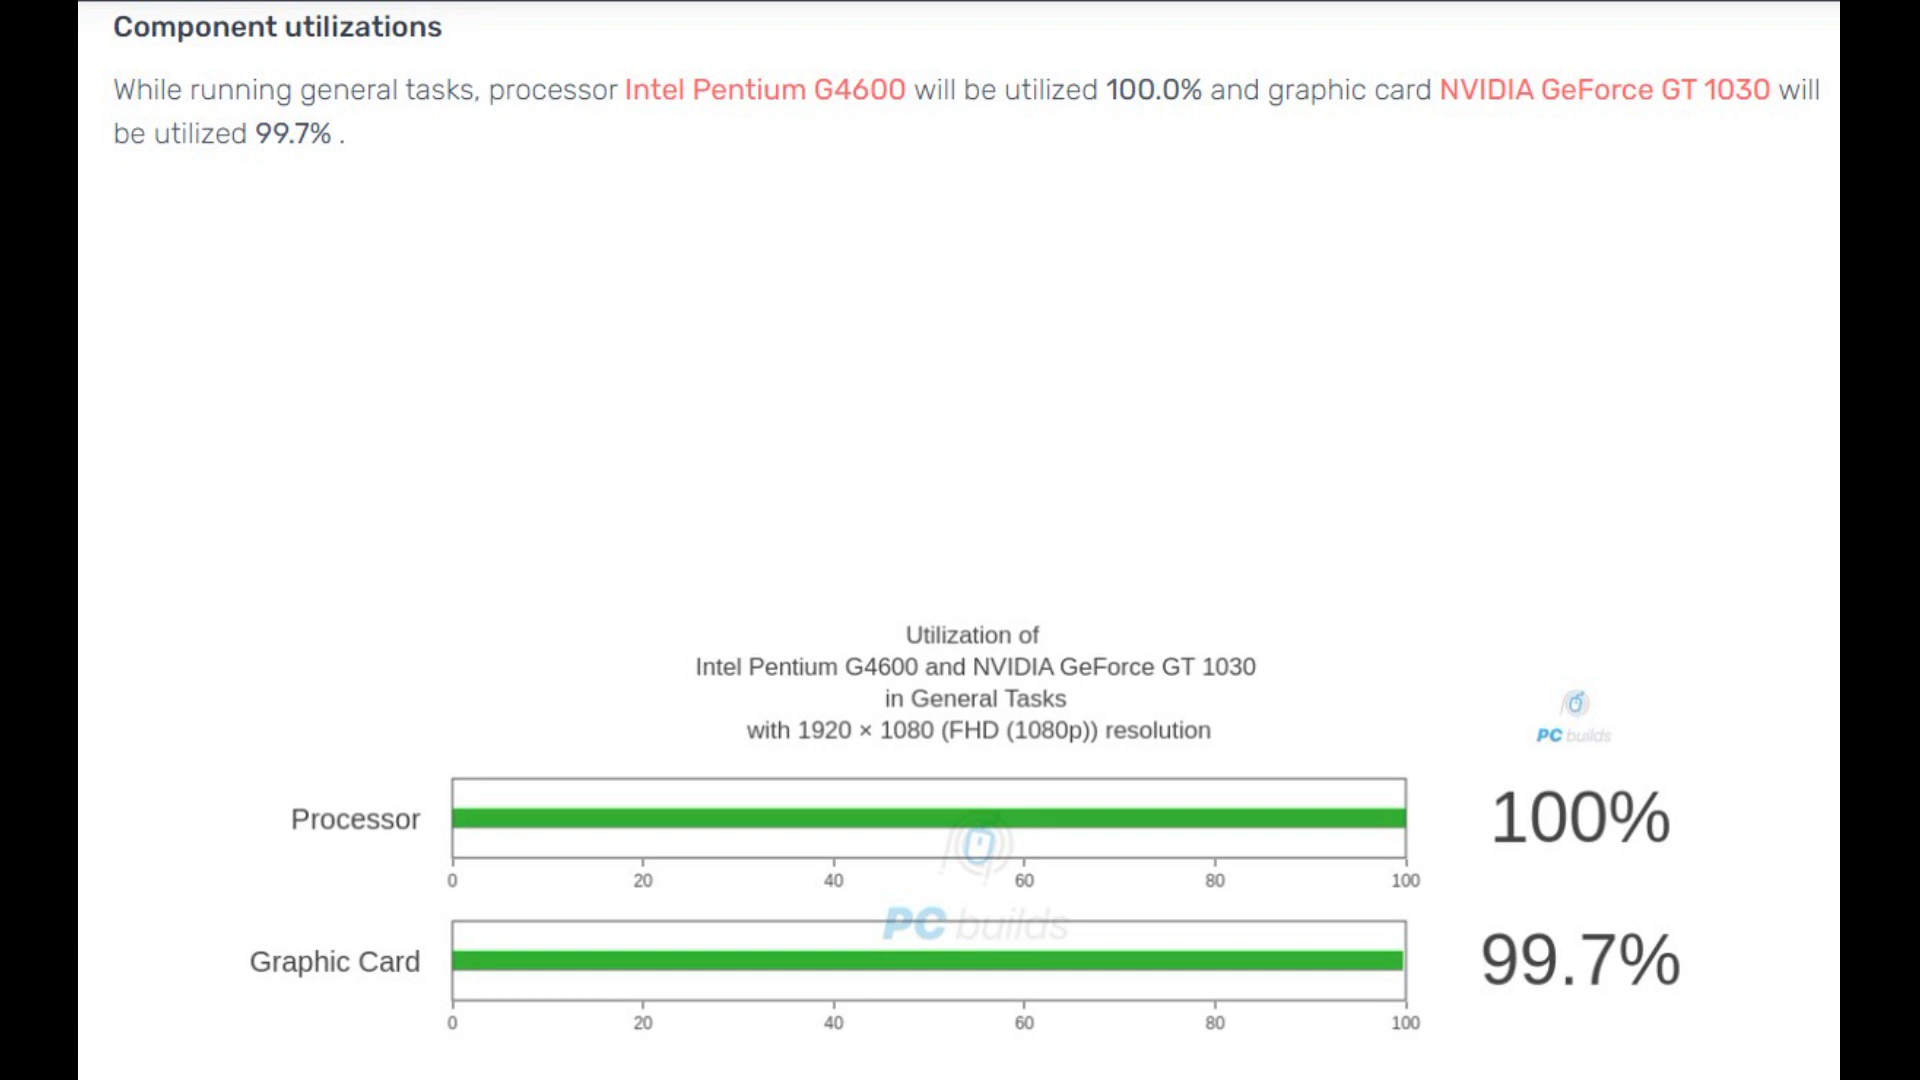 Component utilizations
While running general tasks, processor Intel Pentium G4600 will be utilized 100.0% and graphic card NVIDIA GeForce GT 1030 will
be utilized 99.7% .
Utilization of
Intel Pentium G4600 and NVIDIA GeForce GT 1030
in General Tasks
with 1920 × 1080 (FHD (1080p)) resolution
PC builds
Processor
100%
0 20 40 60 80 100
PC builds
Graphic Card
99.7%
0 20 40 60 80 100